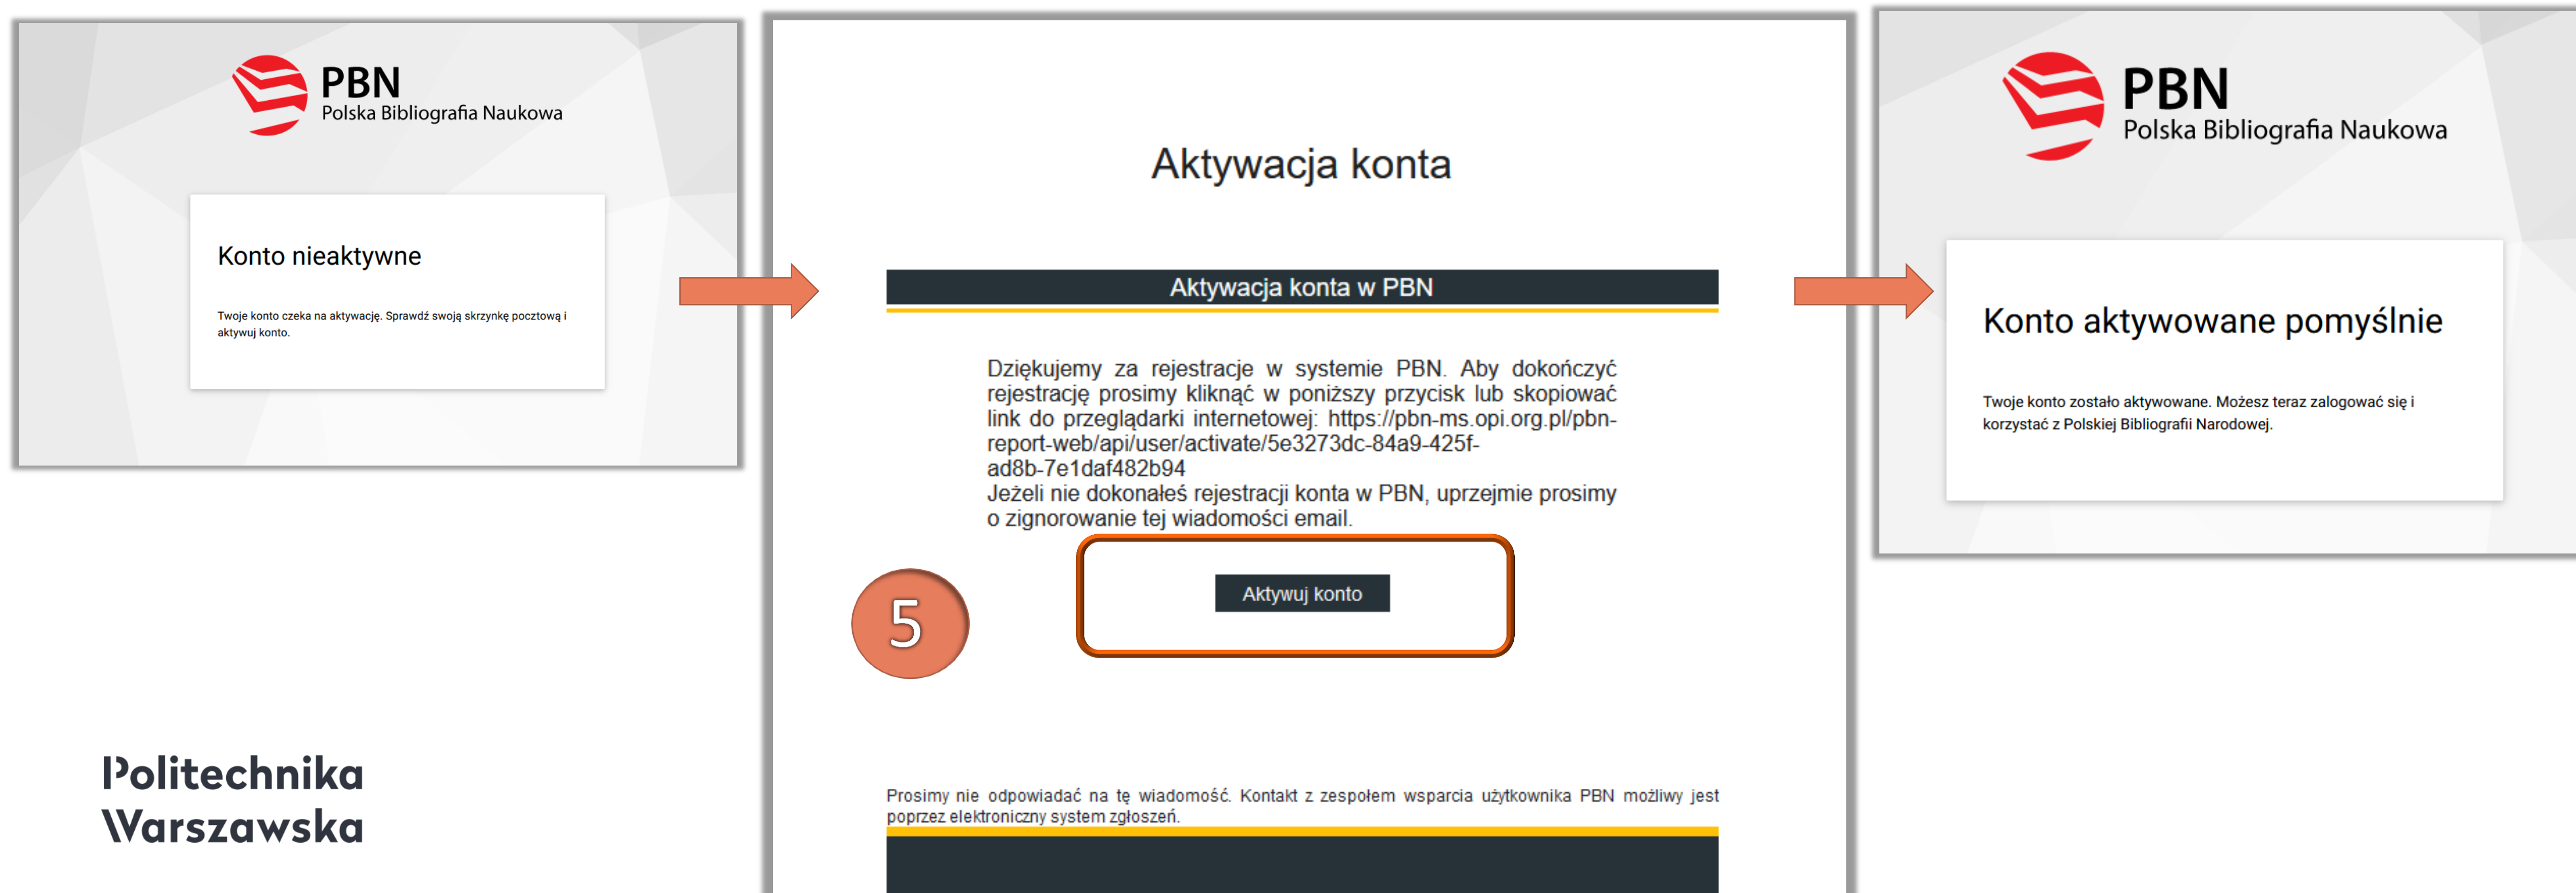 PBN
Polska Bibliografia Naukowa
Konto nieaktywne
Twoje konto czeka na aktywację. Sprawdź swoją skrzynkę pocztową i
aktywuj konto.
Aktywacja konta
Aktywacja konta w PBN
Dziękujemy za rejestracje w systemie PBN. Aby dokończyć
rejestrację prosimy kliknąć w poniższy przycisk lub skopiować
link do przeglądarki internetowej: https://pbn-ms.opi.org.pl/pbn-
report-web/api/user/activate/5e3273dc-84a9-425f-
ad8b-7e1daf482b94
Jeżeli nie dokonałeś rejestracji konta w PBN, uprzejmie prosimy
o zignorowanie tej wiadomości email.
5
Aktywuj konto
Prosimy nie odpowiadać na tę wiadomość. Kontakt z zespołem wsparcia użytkownika PBN możliwy jest
poprzez elektroniczny system zgłoszeń.
PBN
Polska Bibliografia Naukowa
Konto aktywowane pomyślnie
Twoje konto zostało aktywowane. Możesz teraz zalogować się i
korzystać z Polskiej Bibliografii Narodowej.
Politechnika
Warszawska